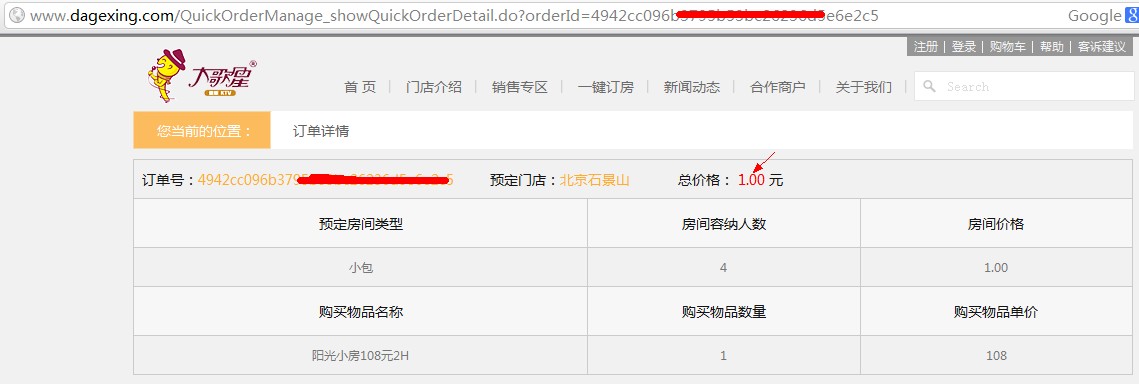 www.dagexing.com/QuickOrderManage_showQuickOrderDetail.do?orderId=4942cc096b e6e2c5 Google 8
注册 | 登录 | 购物车 | 帮助 | 客诉建议
大歌星®
KTV
首 页 | 门店介绍 | 销售专区 | 一键订房 | 新闻动态 | 合作商户 | 关于我们 | Search
您当前的位置： 订单详情
订单号：4942cc096b379 预定门店：北京石景山 总价格： 1.00 元
预定房间类型 房间容纳人数 房间价格
小包 4 1.00
购买物品名称 购买物品数量 购买物品单价
阳光小房108元2H 1 108